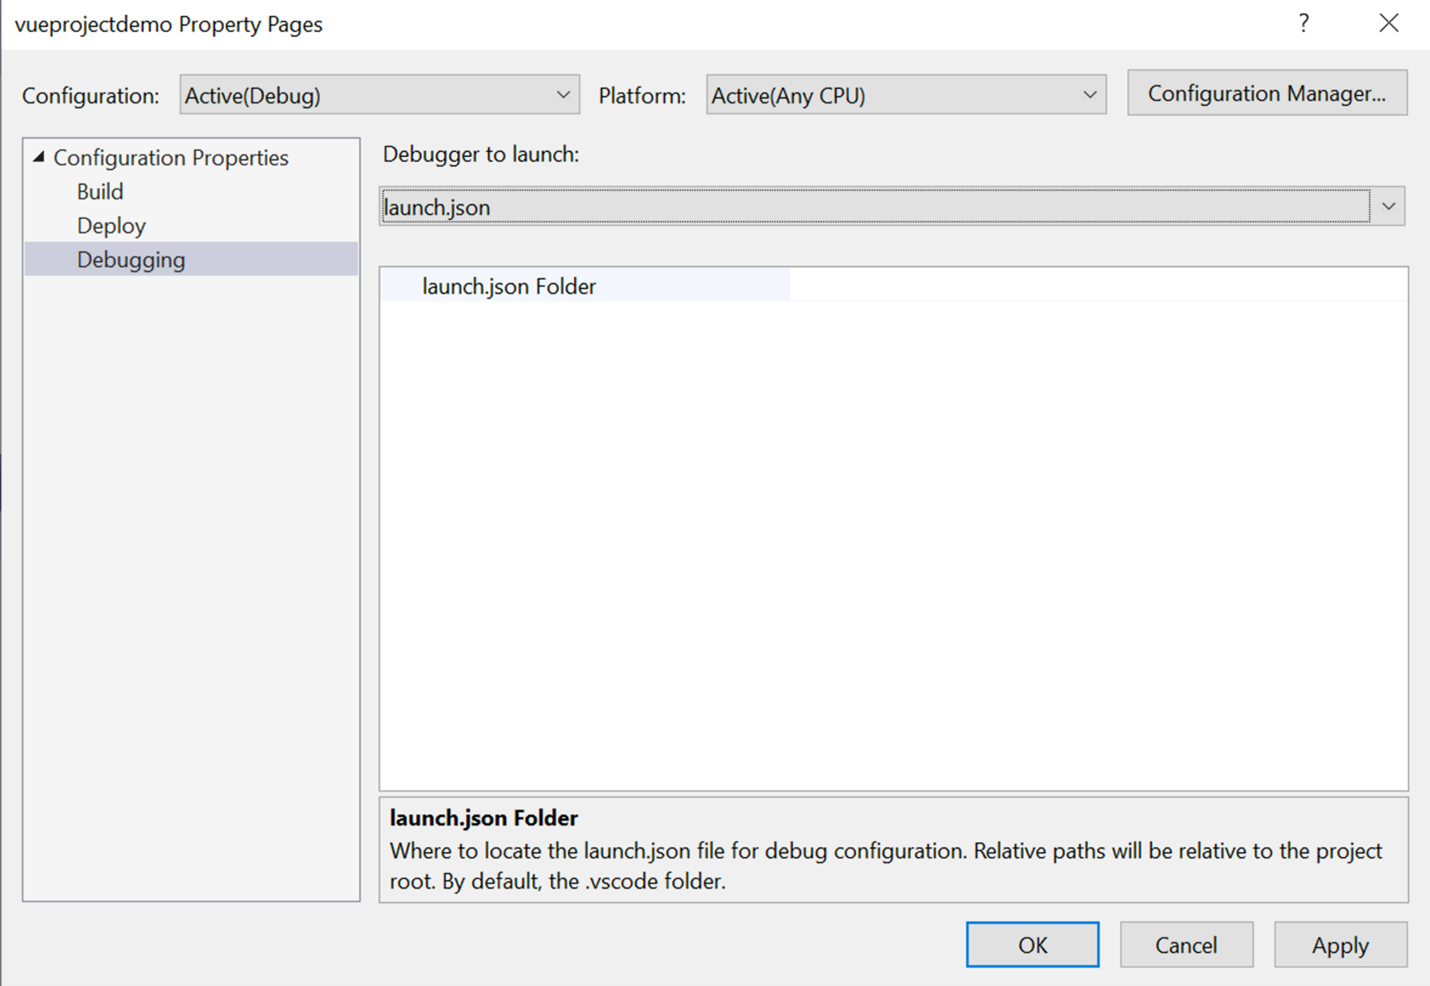 vueprojectdemo Property Pages
?
Configuration:
Active(Debug)
Platform:
Active(Any CPU)
Configuration Manager...
Configuration Properties
Build
Deploy
Debugging
Debugger to launch:
launch.json
launch.json Folder
launch.json Folder
Where to locate the launch.json file for debug configuration. Relative paths will be relative to the project
root. By default, the .vscode folder.
OK
Cancel
Apply